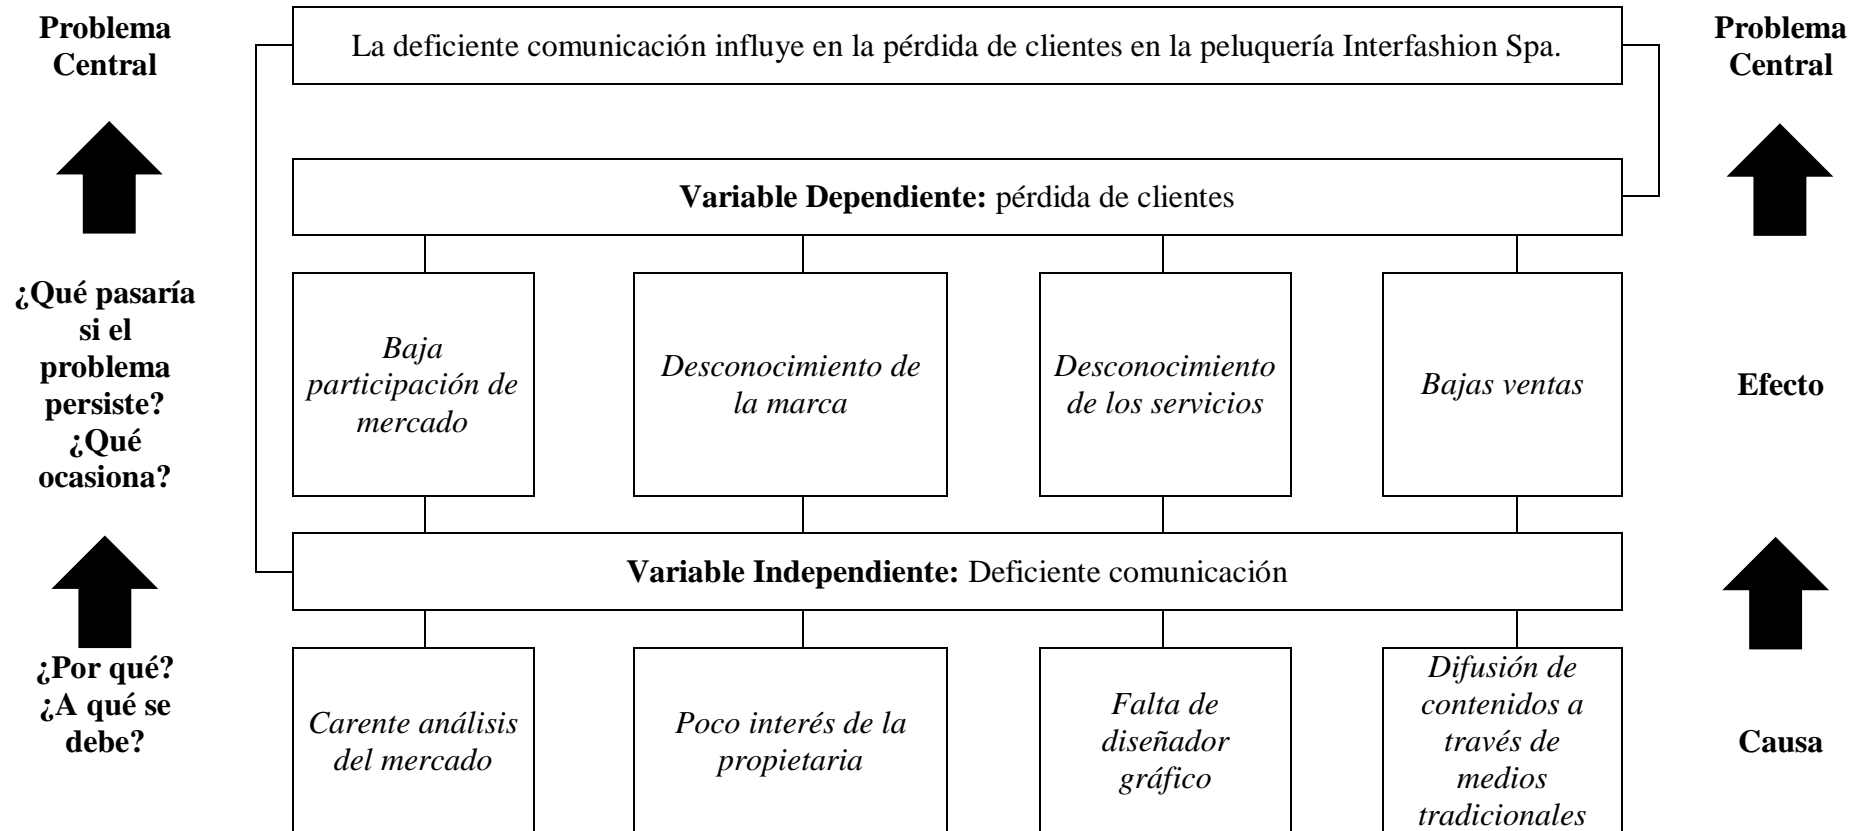 Problema
Central
La deficiente comunicación influye en la pérdida de clientes en la peluquería Interfashion Spa.
Problema
Central
Variable Dependiente: pérdida de clientes
¿Qué pasaría
si el
problema
persiste?
¿Qué
ocasiona?
Baja
participación de
mercado
Desconocimiento de
la marca
Desconocimiento
de los servicios
Bajas ventas
Efecto
Variable Independiente: Deficiente comunicación
¿Por qué?
¿A qué se
debe?
Carente análisis
del mercado
Poco interés de la
propietaria
Falta de
diseñador
gráfico
Difusión de
contenidos a
través de
medios
tradicionales
Causa